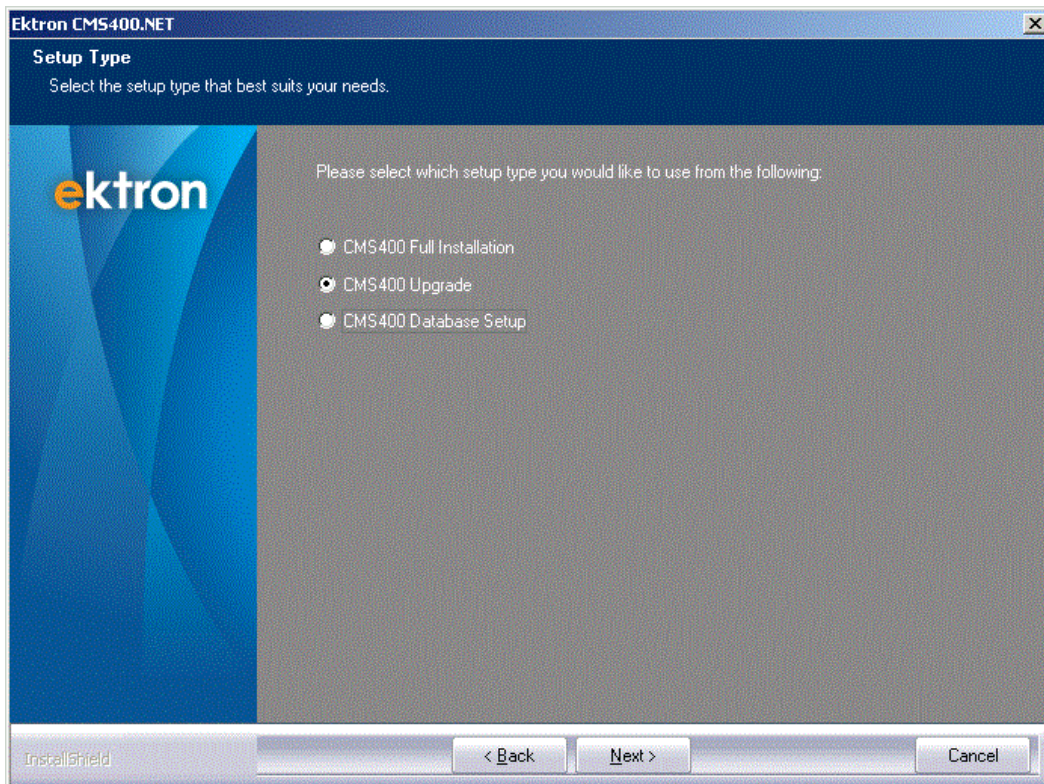 Ektron CMS400.NET
Setup Type
Select the setup type that best suits your needs.
ektron
Please select which setup type you would like to use from the following:
CMS400 Full Installation
CMS400 Upgrade
CMS400 Database Setup
InstallShield
< Back
Next >
Cancel